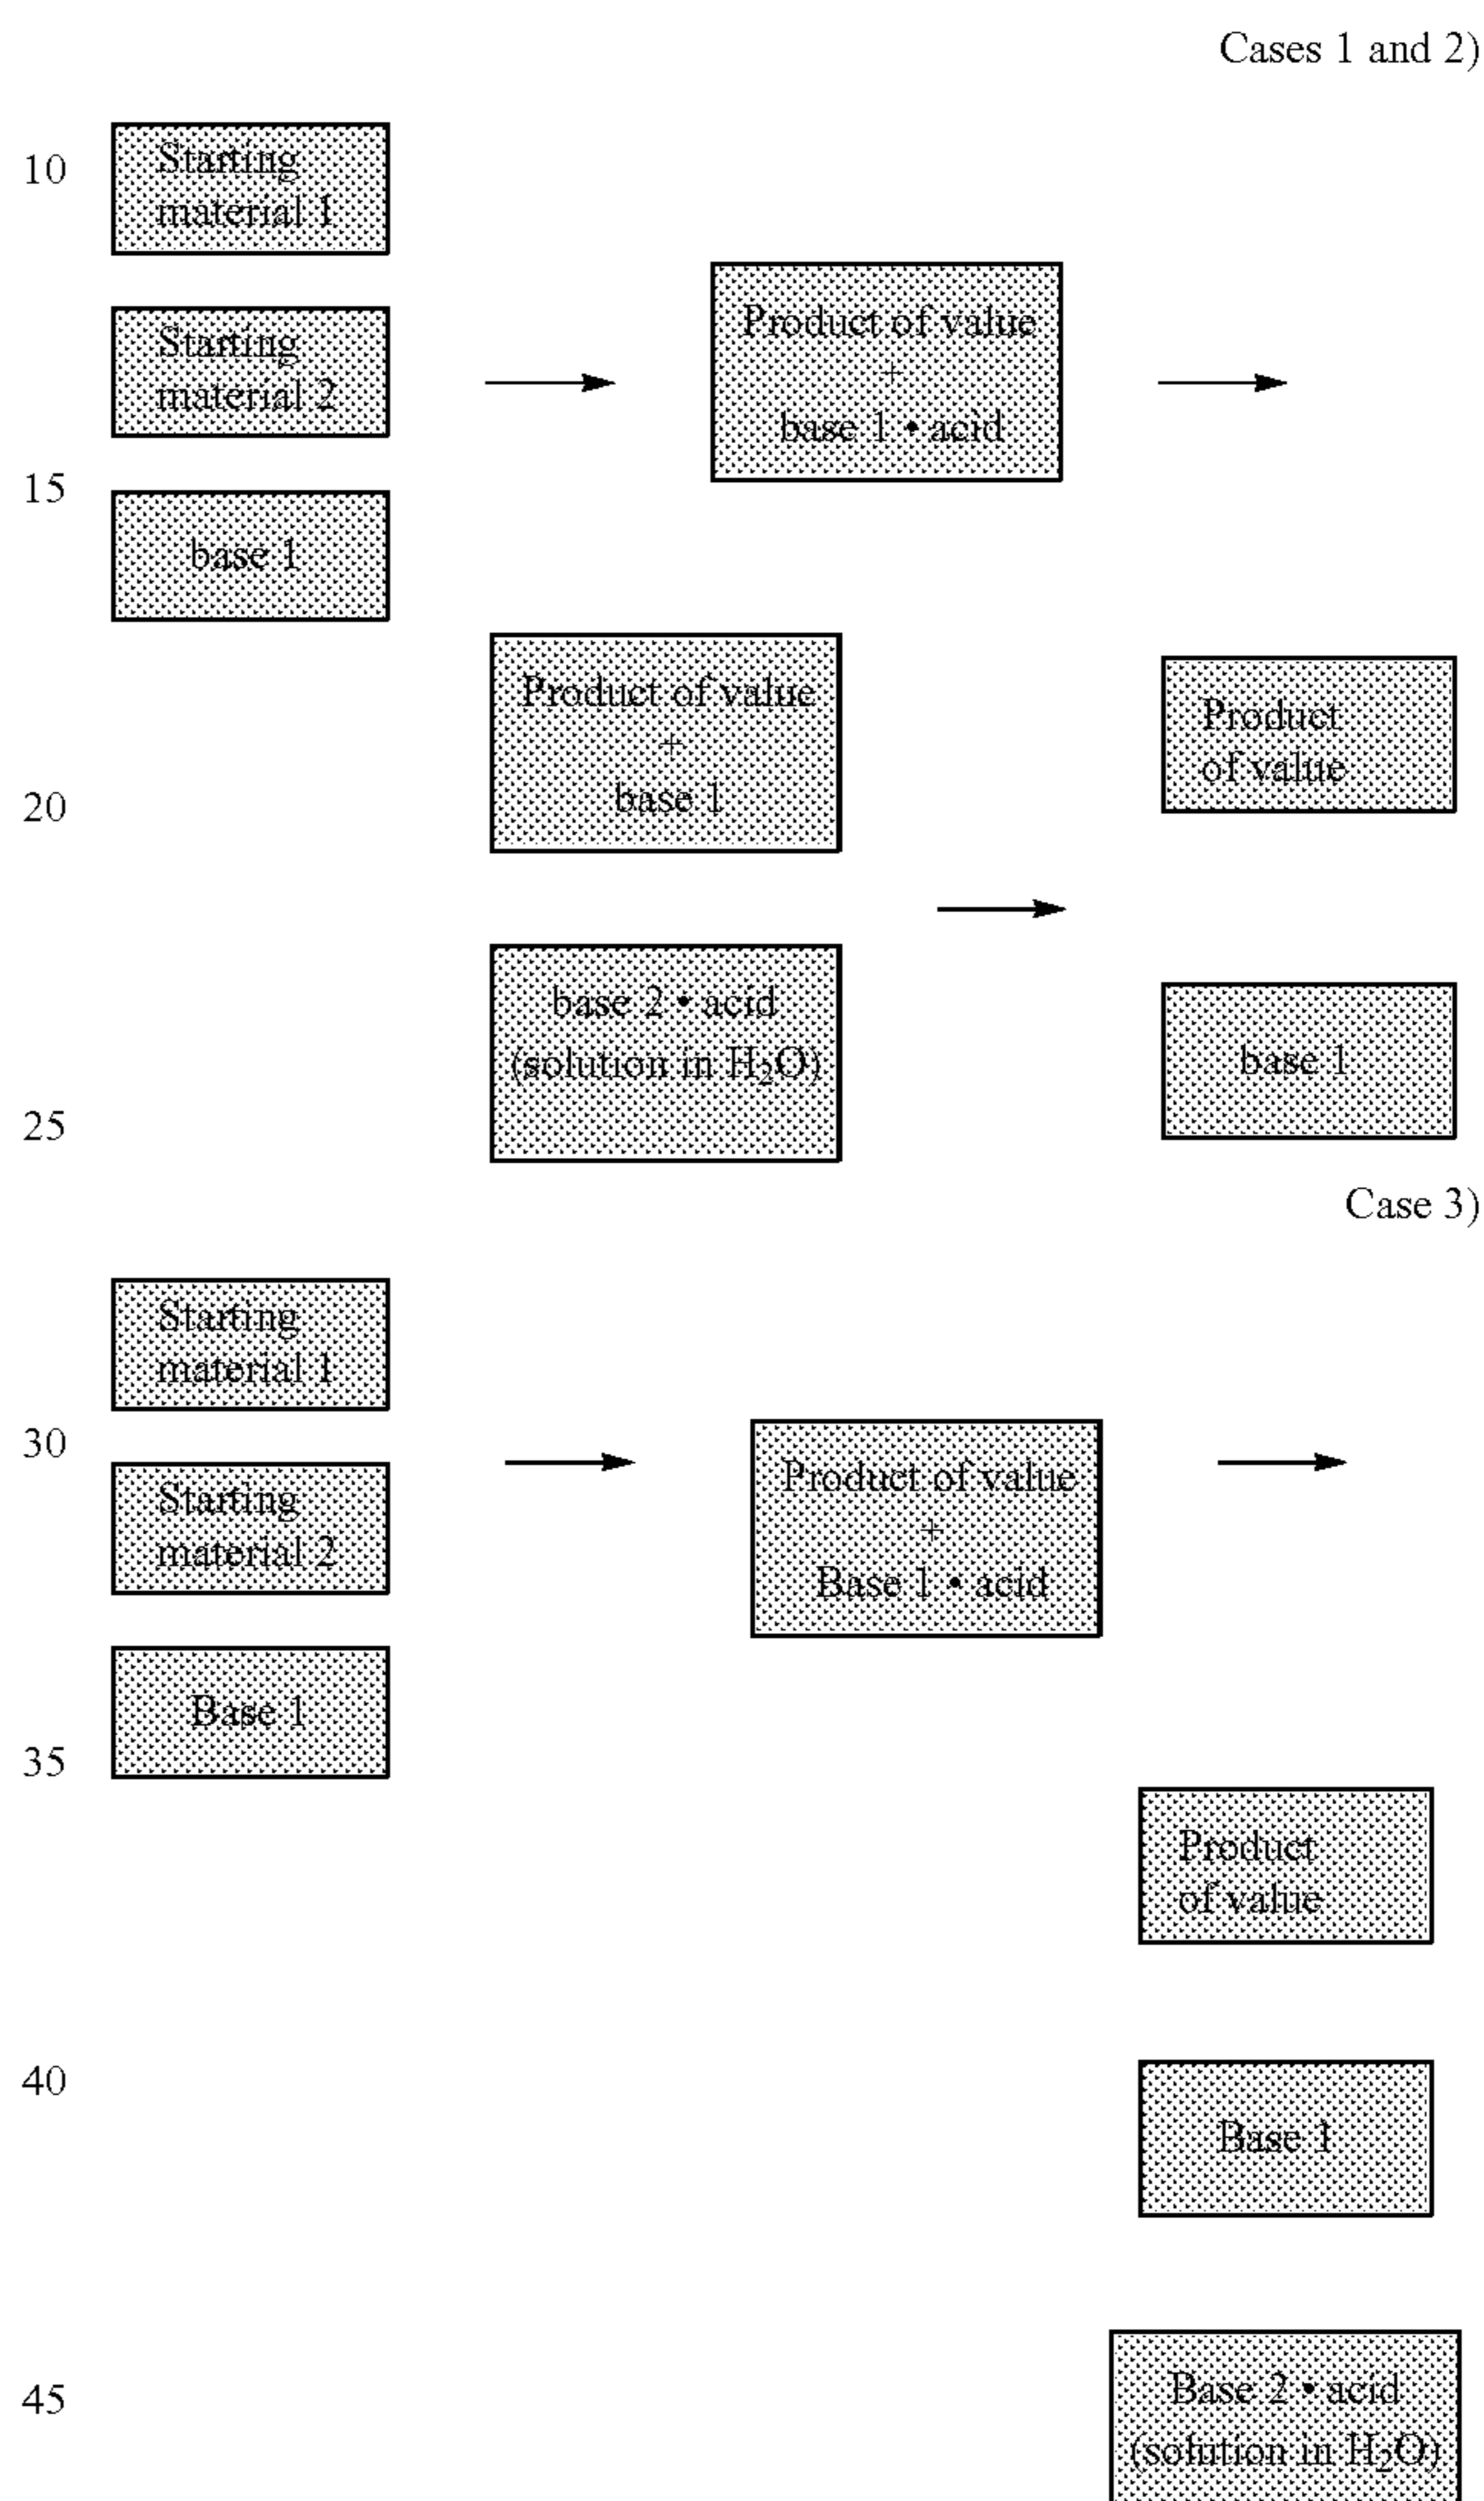 Cases 1 and 2)
10
Starting
material 1
Starting
material 2
Product of value
+
base 1 • acid
15
base 1
Product of value
+
base 1
Product
of value
20
base 2 • acid
(solution in H₂O)
base 1
25
Case 3)
Starting
material 1
30
Starting
material 2
Product of value
+
Base 1 • acid
Base 1
35
Product
of value
40
Base 1
45
Base 2 • acid
(solution in H₂O)